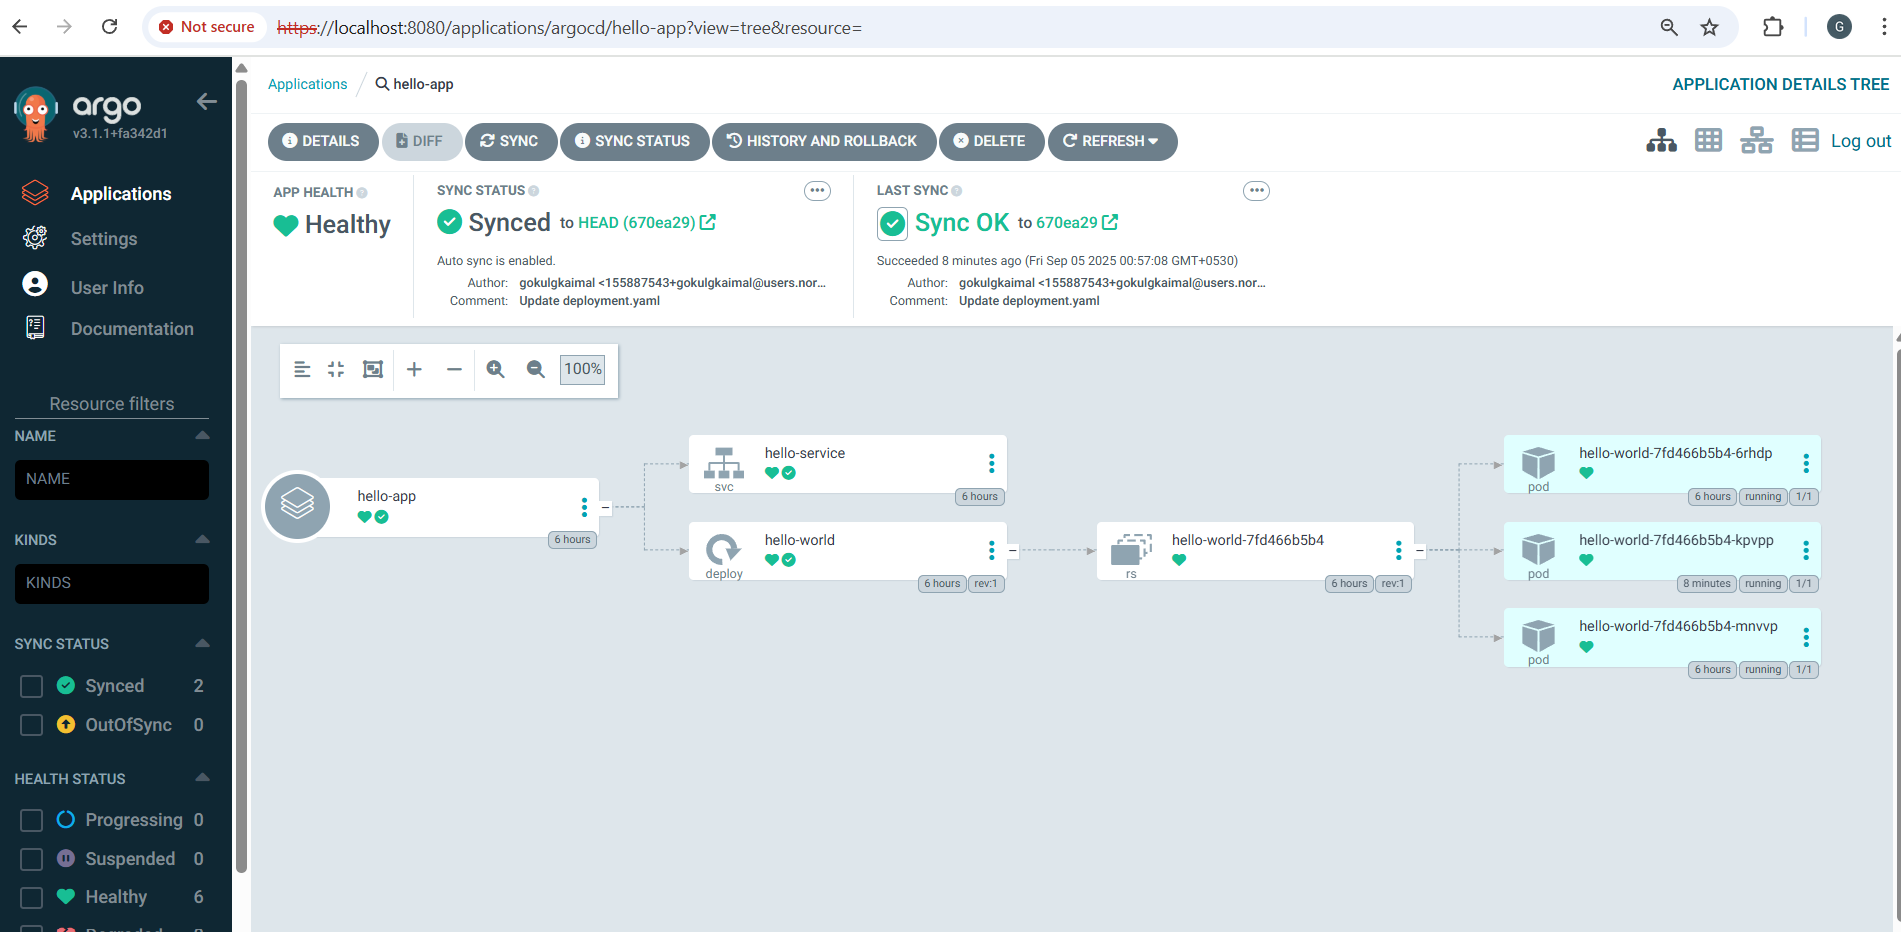 Not secure https://localhost:8080/applications/argocd/hello-app?view=tree&resource= G
argo
v3.1.1+fa342d1
Applications
Settings
User Info
Documentation
Resource filters
NAME
NAME
KINDS
KINDS
SYNC STATUS
Synced 2
OutOfSync 0
HEALTH STATUS
Progressing 0
Suspended 0
Healthy 6
Applications / hello-app
APPLICATION DETAILS TREE
DETAILS DIFF SYNC SYNC STATUS HISTORY AND ROLLBACK DELETE REFRESH
Log out
APP HEALTH
Healthy
SYNC STATUS
Synced to HEAD (670ea29)
Auto sync is enabled.
Author: gokulgkaimal <155887543+gokulgkaimal@users.nor...
Comment: Update deployment.yaml
LAST SYNC
Sync OK to 670ea29
Succeeded 8 minutes ago (Fri Sep 05 2025 00:57:08 GMT+0530)
Author: gokulgkaimal <155887543+gokulgkaimal@users.nor...
Comment: Update deployment.yaml
100%
hello-app
6 hours
hello-service
svc
6 hours
hello-world
deploy
6 hours rev:1
hello-world-7fd466b5b4
rs
6 hours rev:1
hello-world-7fd466b5b4-6rhdp
pod
6 hours running 1/1
hello-world-7fd466b5b4-kpvpp
pod
8 minutes running 1/1
hello-world-7fd466b5b4-mnvvp
pod
6 hours running 1/1